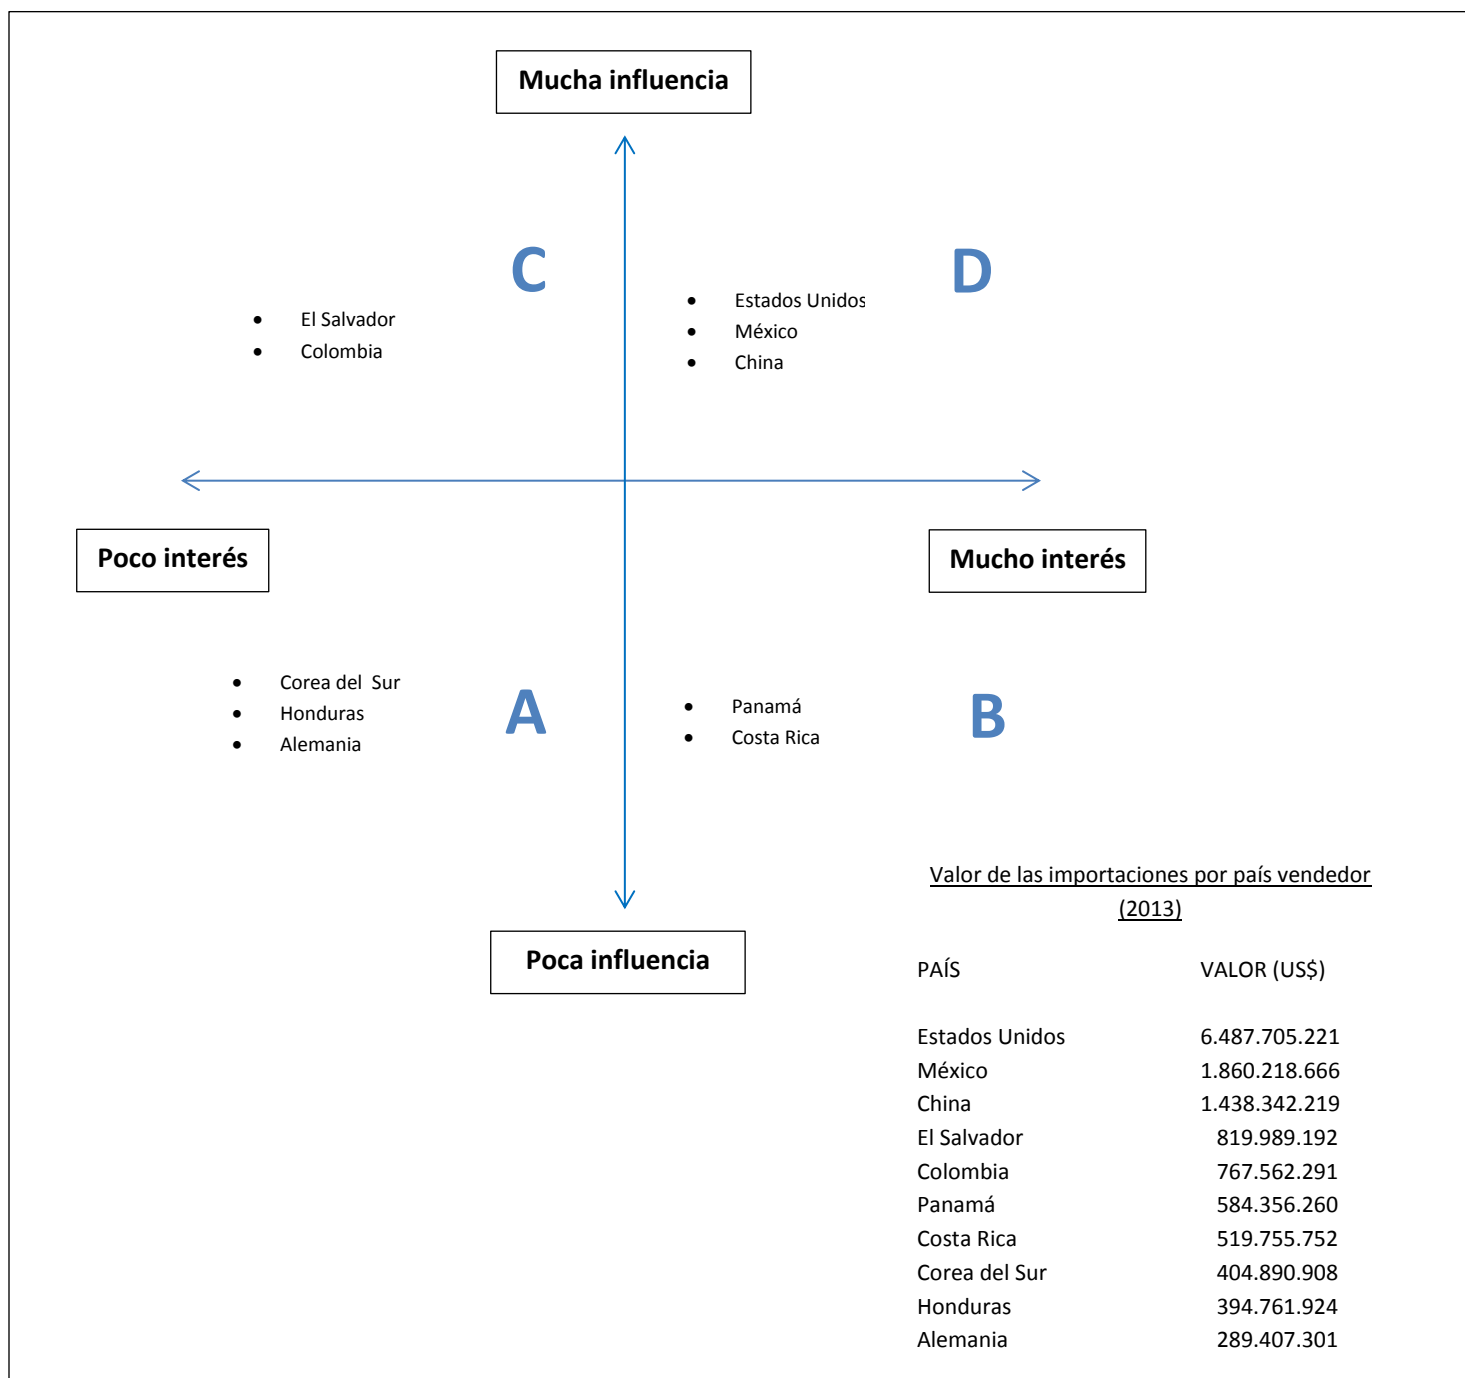 Mucha influencia
C
D
El Salvador
Colombia
Estados Unidos
México
China
Poco interés
Mucho interés
Corea del Sur
Honduras
Alemania
A
Panamá
Costa Rica
B
Poca influencia
Valor de las importaciones por país vendedor
(2013)
PAÍS VALOR (US$)
Estados Unidos 6.487.705.221
México 1.860.218.666
China 1.438.342.219
El Salvador 819.989.192
Colombia 767.562.291
Panamá 584.356.260
Costa Rica 519.755.752
Corea del Sur 404.890.908
Honduras 394.761.924
Alemania 289.407.301